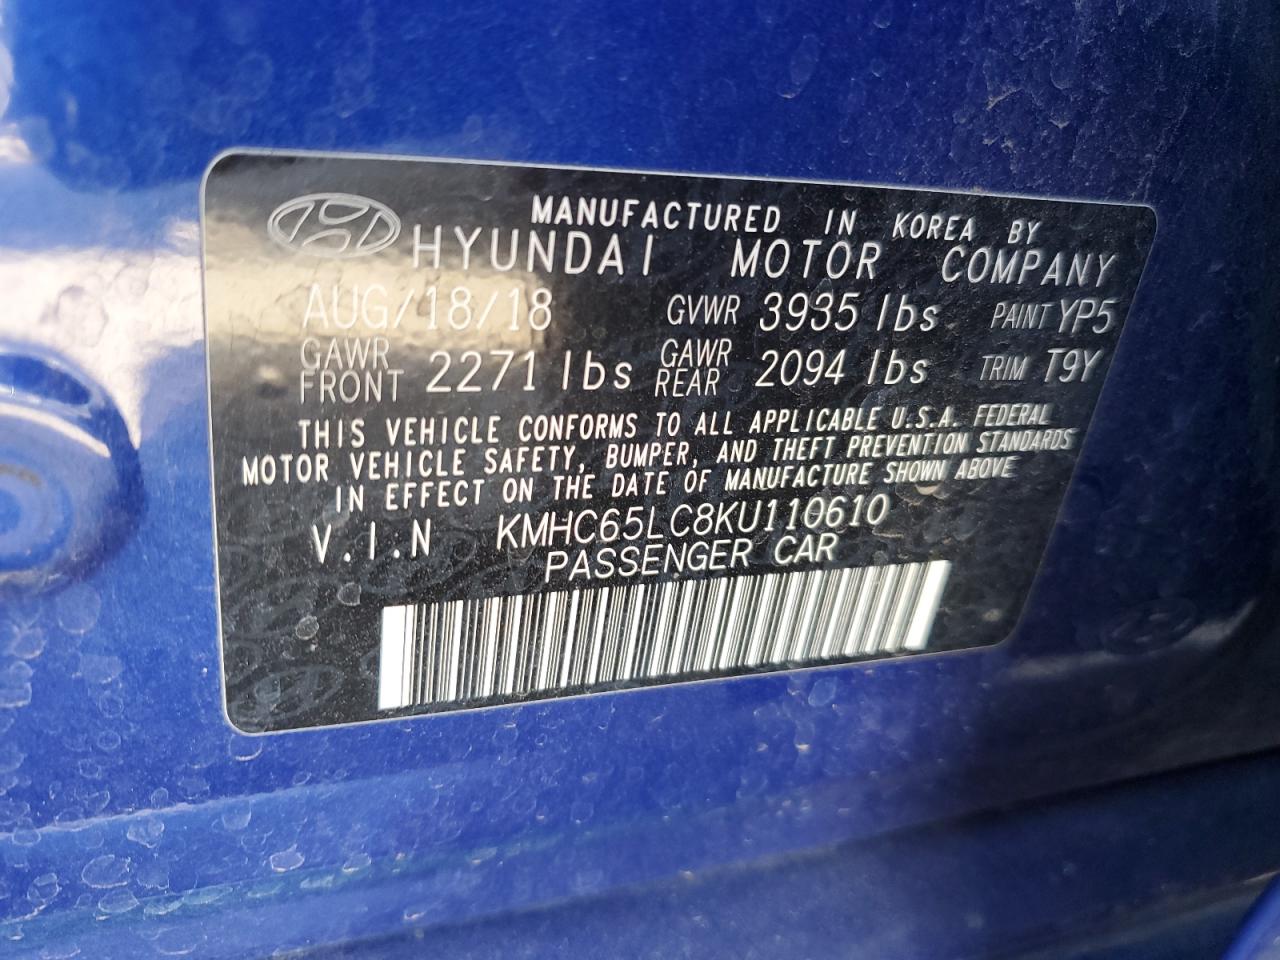 MANUFACTURED IN KOREA BY
HYUNDAI MOTOR COMPANY
AUG/18/18 GVWR 3935 lbs PAINT YP5
GAWR FRONT 2271 lbs GAWR REAR 2094 lbs TRIM T9Y
THIS VEHICLE CONFORMS TO ALL APPLICABLE U.S.A. FEDERAL
MOTOR VEHICLE SAFETY, BUMPER, AND THEFT PREVENTION STANDARDS
IN EFFECT ON THE DATE OF MANUFACTURE SHOWN ABOVE
V.I.N KMHC65LC8KU110610
PASSENGER CAR